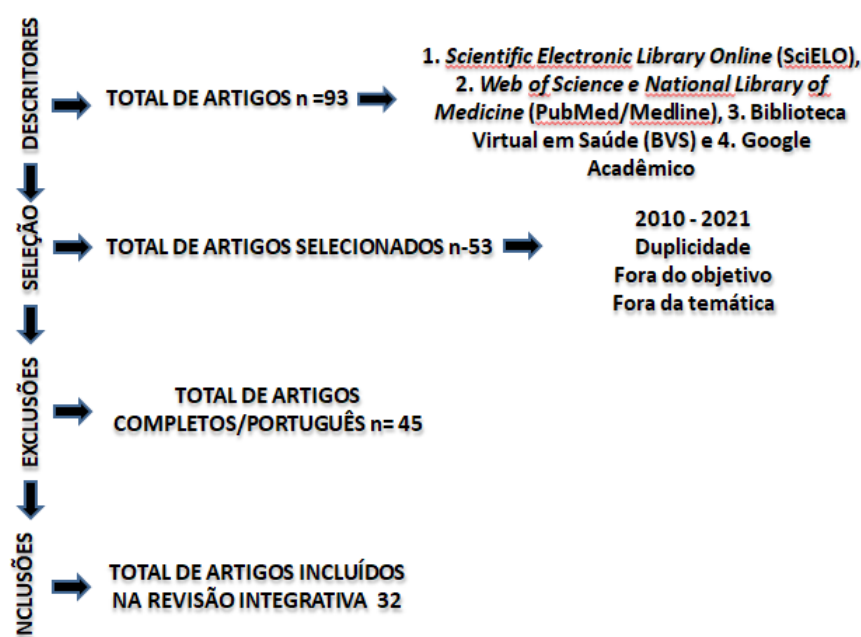 DESCRITORES
TOTAL DE ARTIGOS n =93
1. Scientific Electronic Library Online (SciELO),
2. Web of Science e National Library of
Medicine (PubMed/Medline), 3. Biblioteca
Virtual em Saúde (BVS) e 4. Google
Acadêmico
SELEÇÃO
TOTAL DE ARTIGOS SELECIONADOS n-53
2010 - 2021
Duplicidade
Fora do objetivo
Fora da temática
EXCLUSÕES
TOTAL DE ARTIGOS
COMPLETOS/PORTUGUÊS n= 45
NCLUSÕES
TOTAL DE ARTIGOS INCLUÍDOS
NA REVISÃO INTEGRATIVA 32